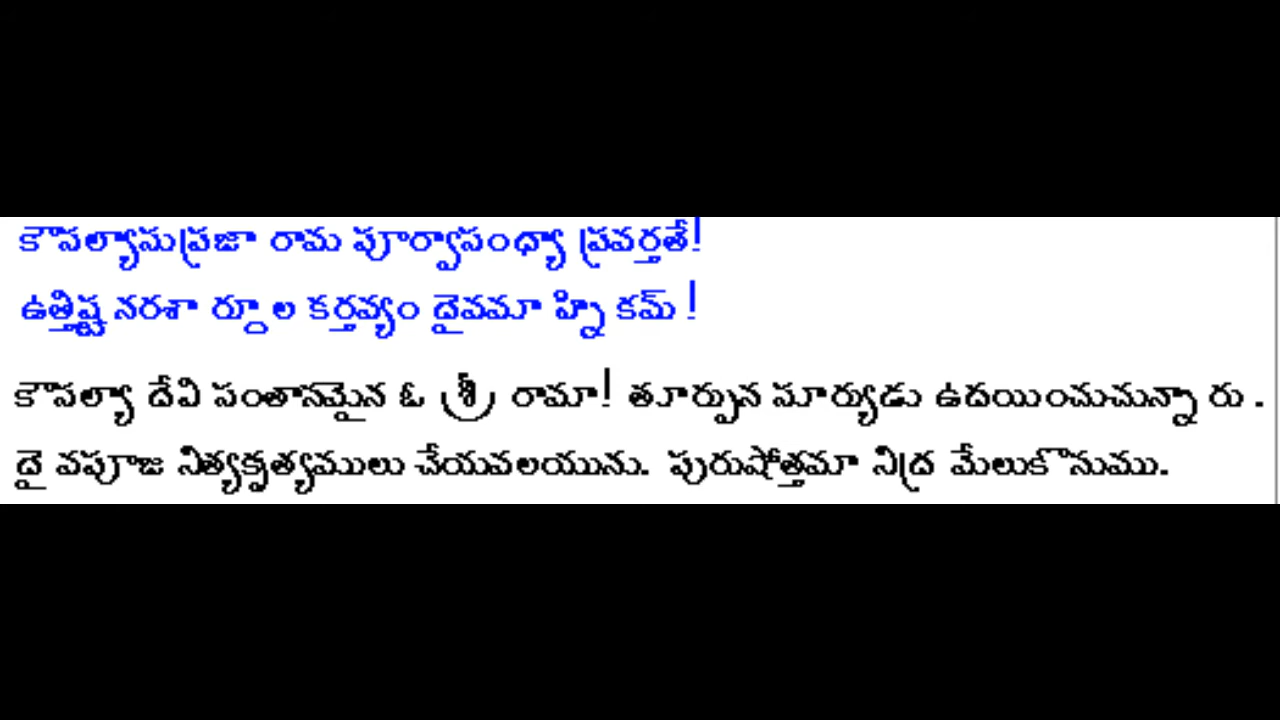 కౌసల్యాసుప్రజా రామ పూర్వాసంధ్యా ప్రవర్తతే!
ఉత్తిష్ట నరశా ర్దూ ల కర్తవ్యం దైవమా హ్ని కమ్ !
కౌసల్యా దేవి సంతానమైన ఓ శ్రీ రామా! తూర్పున సూర్యుడు ఉదయించుచున్నా రు .
దై వపూజ నిత్యకృత్యములు చేయవలయును. పురుషోత్తమా నిద్ర మేలుకొనుము.